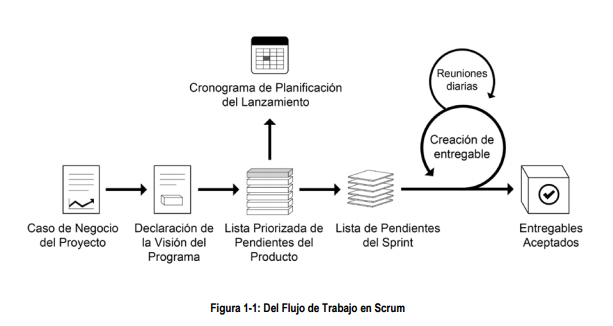 Cronograma de Planificación
del Lanzamiento
Reuniones
diarias
Creación de
entregable
Caso de Negocio
del Proyecto
Declaración de
la Visión del
Programa
Lista Priorizada de
Pendientes del
Producto
Lista de Pendientes
del Sprint
Entregables
Aceptados
Figura 1-1: Del Flujo de Trabajo en Scrum